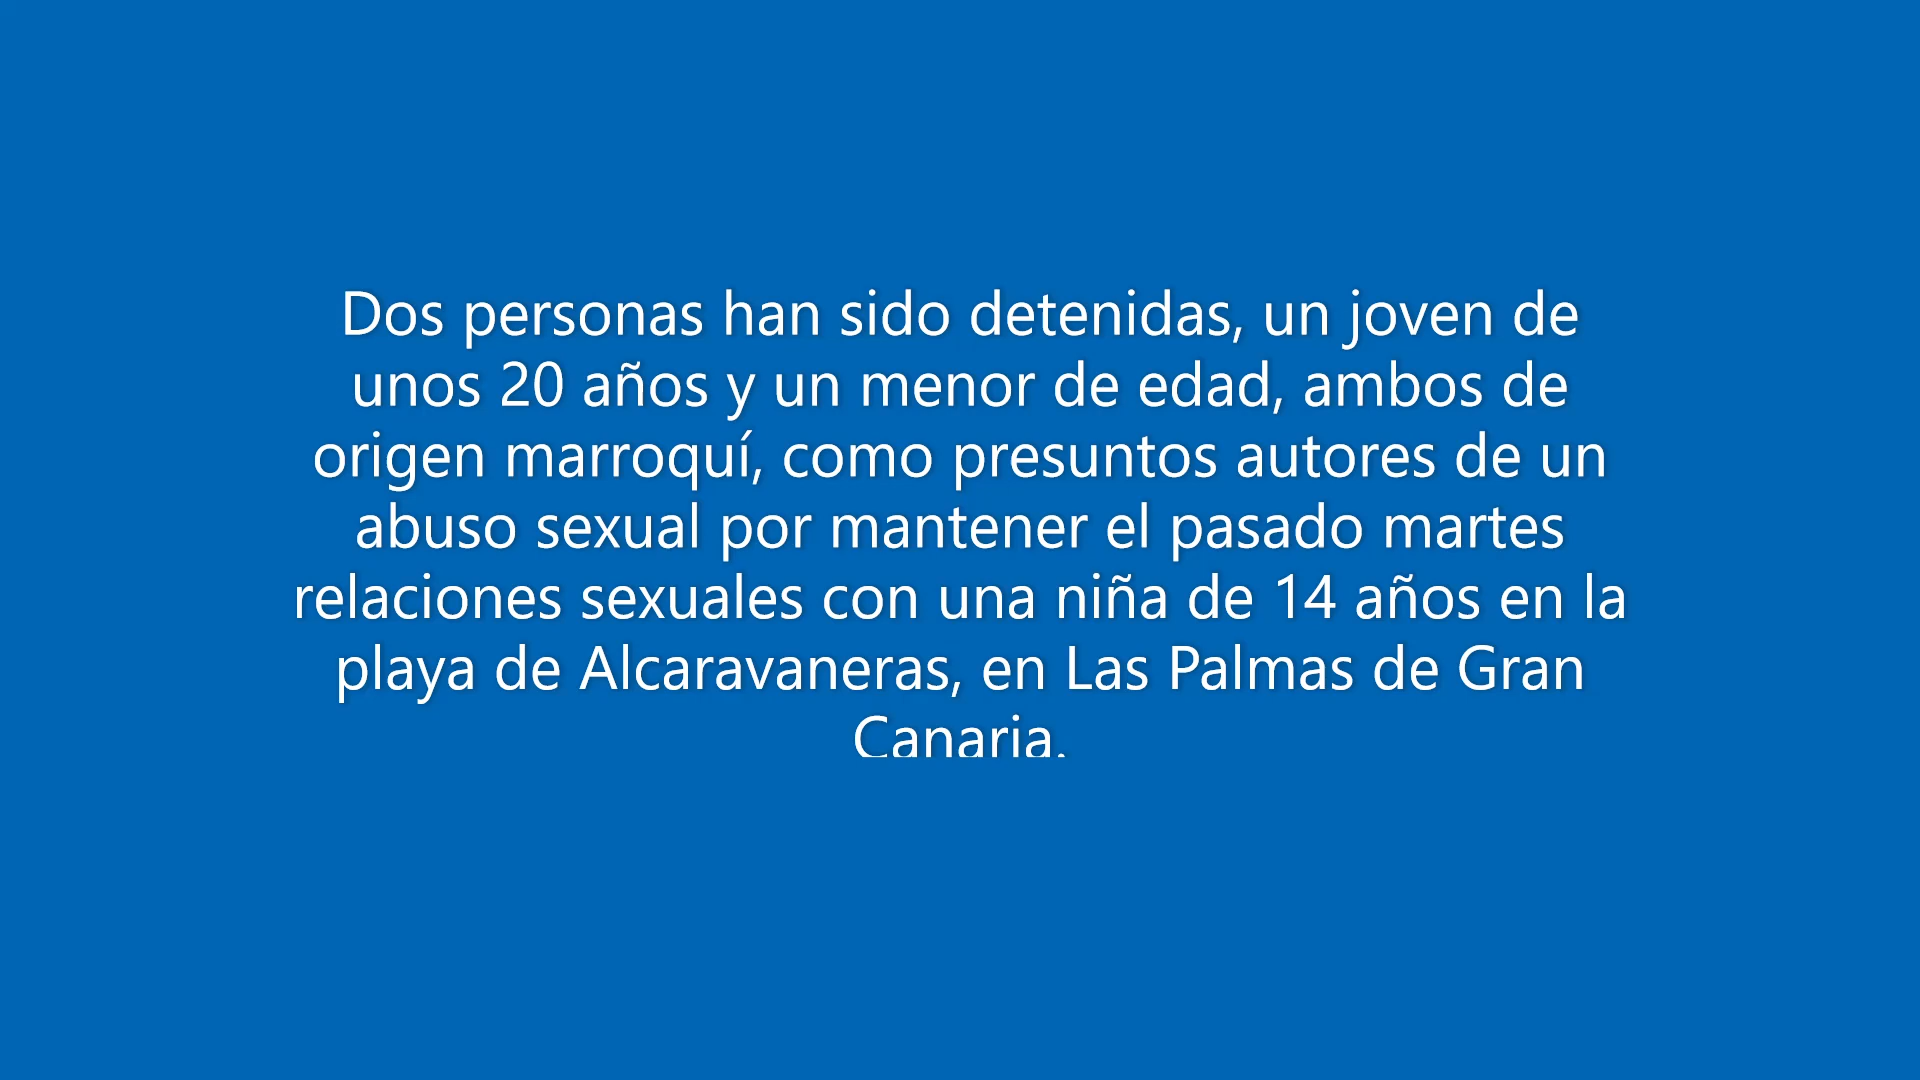 Dos personas han sido detenidas, un joven de
unos 20 años y un menor de edad, ambos de
origen marroquí, como presuntos autores de un
abuso sexual por mantener el pasado martes
relaciones sexuales con una niña de 14 años en la
playa de Alcaravaneras, en Las Palmas de Gran
Canaria.